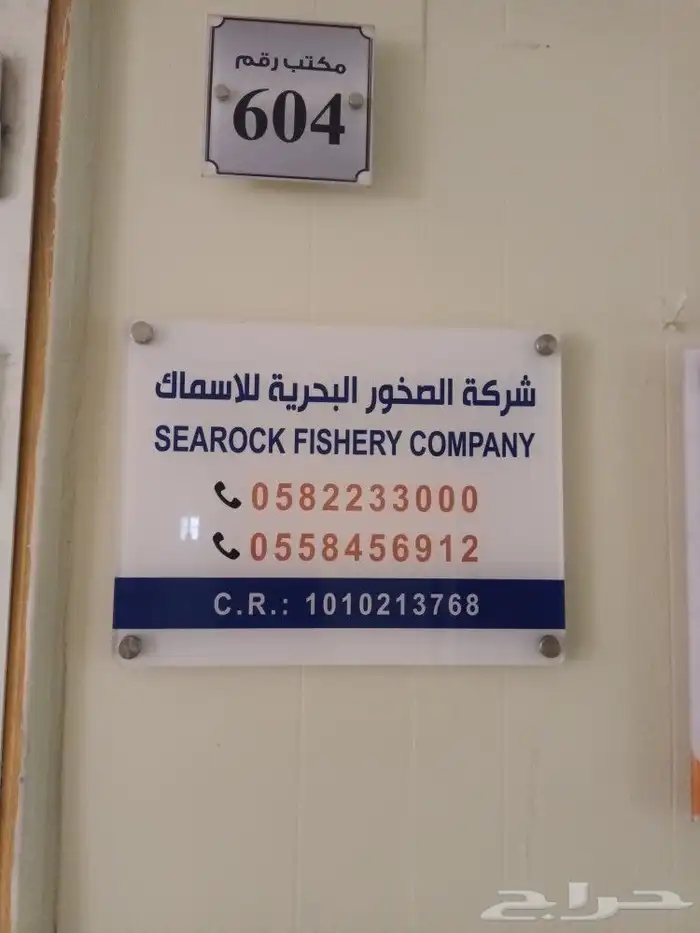 مكتب رقم
604
شركة الصخور البحرية للاسماك
SEAROCK FISHERY COMPANY
0582233000
0558456912
C.R.: 1010213768
حراج